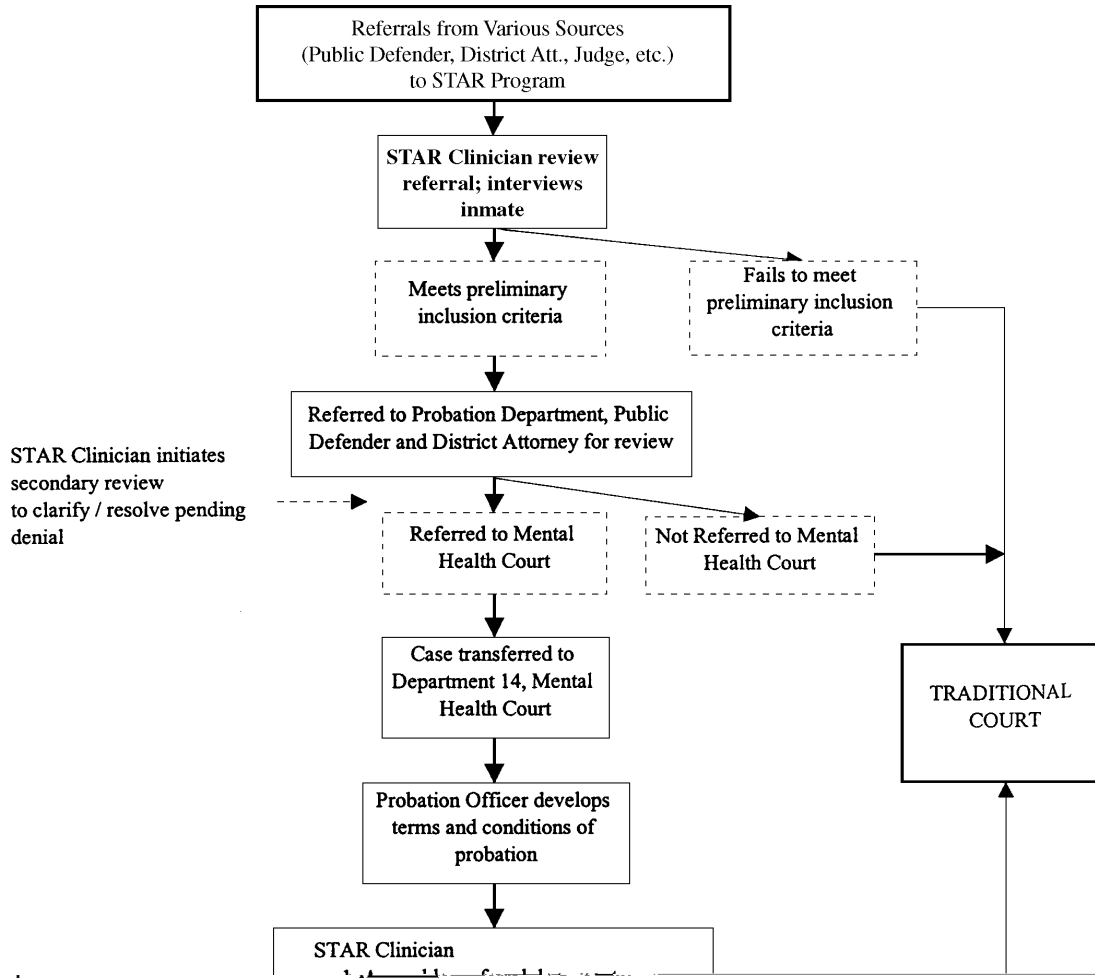 Referrals from Various Sources
(Public Defender, District Att., Judge, etc.)
to STAR Program
STAR Clinician review
referral; interviews
inmate
Meets preliminary
inclusion criteria
Fails to meet
preliminary inclusion
criteria
Referred to Probation Department, Public
Defender and District Attorney for review
STAR Clinician initiates
secondary review
to clarify / resolve pending
denial
Referred to Mental
Health Court
Not Referred to Mental
Health Court
Case transferred to
Department 14, Mental
Health Court
TRADITIONAL
COURT
Probation Officer develops
terms and conditions of
probation
STAR Clinician